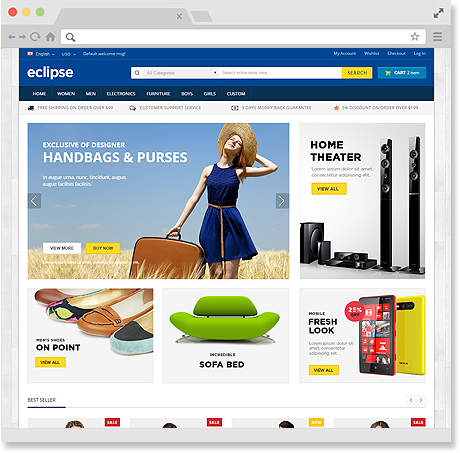 English USD Default welcome msg! My Account Wishlist Checkout Log In
eclipse
All Categories Search entire store here... SEARCH CART 2 item
HOME WOMEN MEN ELECTRONICS FURNITURE BOYS GIRLS CUSTOM
FREE SHIPPING ON ORDER OVER $99 CUSTOMER SUPPORT SERVICE 3 DAYS MONEY BACK GUARANTEE 5% DISCOUNT ON ORDER OVER $199
EXCLUSIVE OF DESIGNER
HANDBAGS & PURSES
in augue urna, nunc, tincidunt, augue,
augue facilisis facilisis.
VIEW MORE BUY NOW
HOME
THEATER
Lorem ipsum dolor sit
amet, consectetur
VIEW ALL
MEN'S SHOES
ON POINT
VIEW ALL
INCREDIBLE
SOFA BED
MOBILE
FRESH
LOOK
25%
OFF
Lorem ipsum dolor sit
amet, consectetur
VIEW ALL
BEST SELLER
SALE SALE NEW SALE